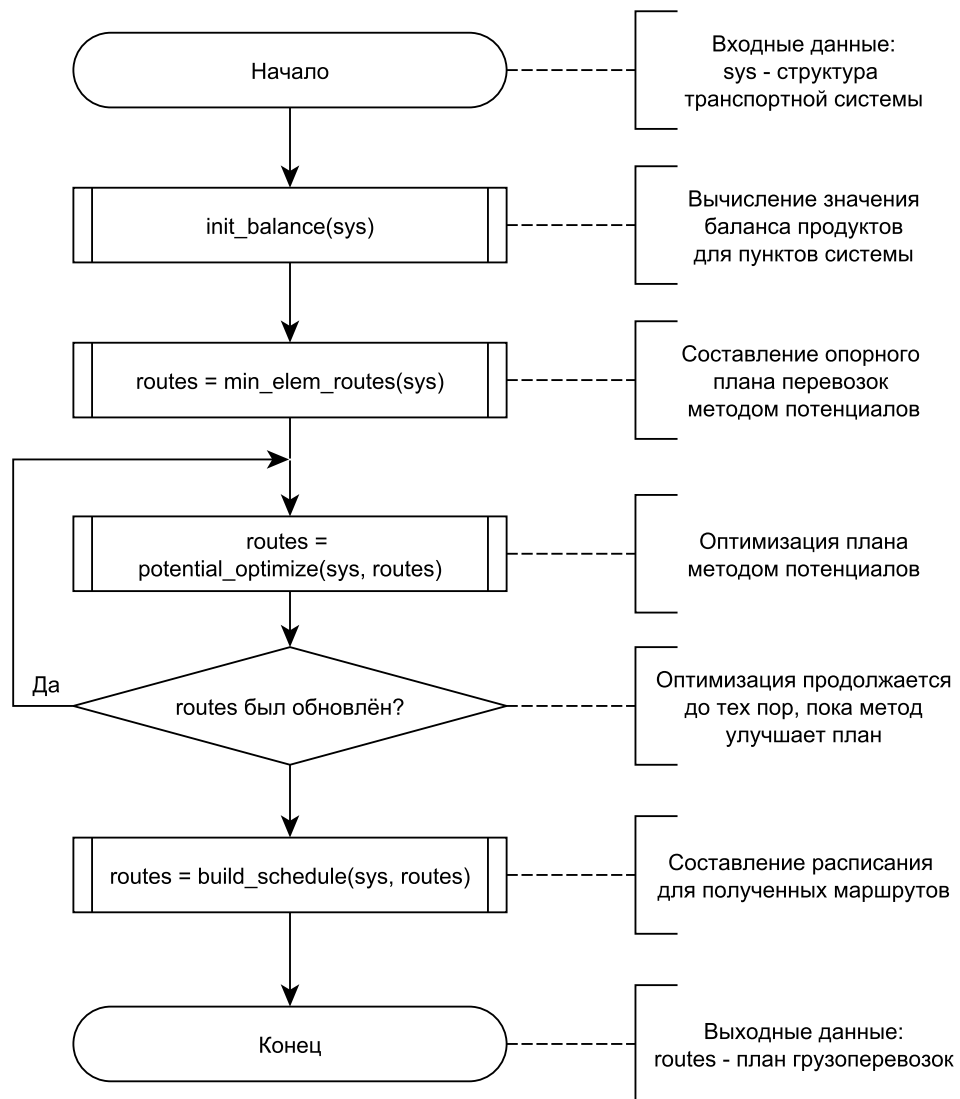 Начало
Входные данные:
sys - структура
транспортной системы
init_balance(sys)
Вычисление значения
баланса продуктов
для пунктов системы
routes = min_elem_routes(sys)
Составление опорного
плана перевозок
методом потенциалов
routes =
potential_optimize(sys, routes)
Оптимизация плана
методом потенциалов
Да
routes был обновлён?
Оптимизация продолжается
до тех пор, пока метод
улучшает план
routes = build_schedule(sys, routes)
Составление расписания
для полученных маршрутов
Конец
Выходные данные:
routes - план грузоперевозок